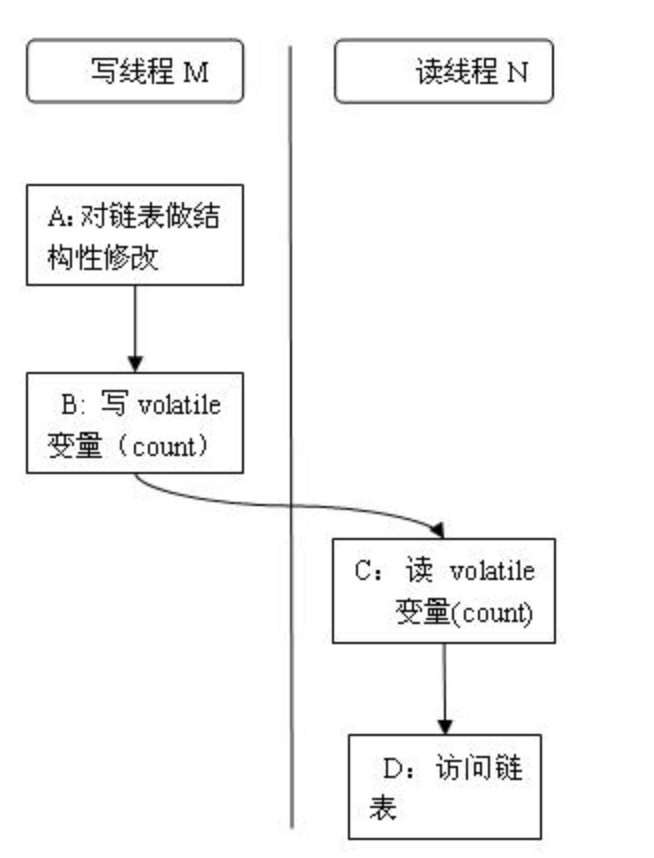 写线程 M
读线程 N
A: 对链表做结
构性修改
B: 写 volatile
变量（count）
C： 读 volatile
变量(count)
D：访问链
表